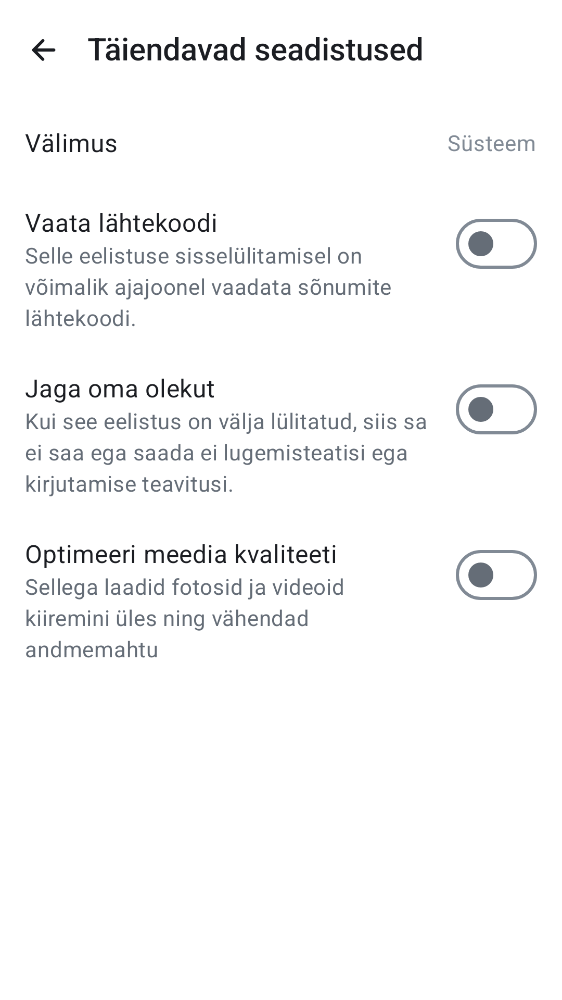 Täiendavad seadistused
Välimus
Süsteem
Vaata lähtekoodi
Selle eelistuse sisselülitamisel on
võimalik ajajoonel vaadata sõnumite
lähtekoodi.
Jaga oma olekut
Kui see eelistus on välja lülitatud, siis sa
ei saa ega saada ei lugemisteatisi ega
kirjutamise teavitusi.
Optimeeri meedia kvaliteeti
Sellega laadid fotosid ja videoid
kiiremini üles ning vähendad
andmemahtu